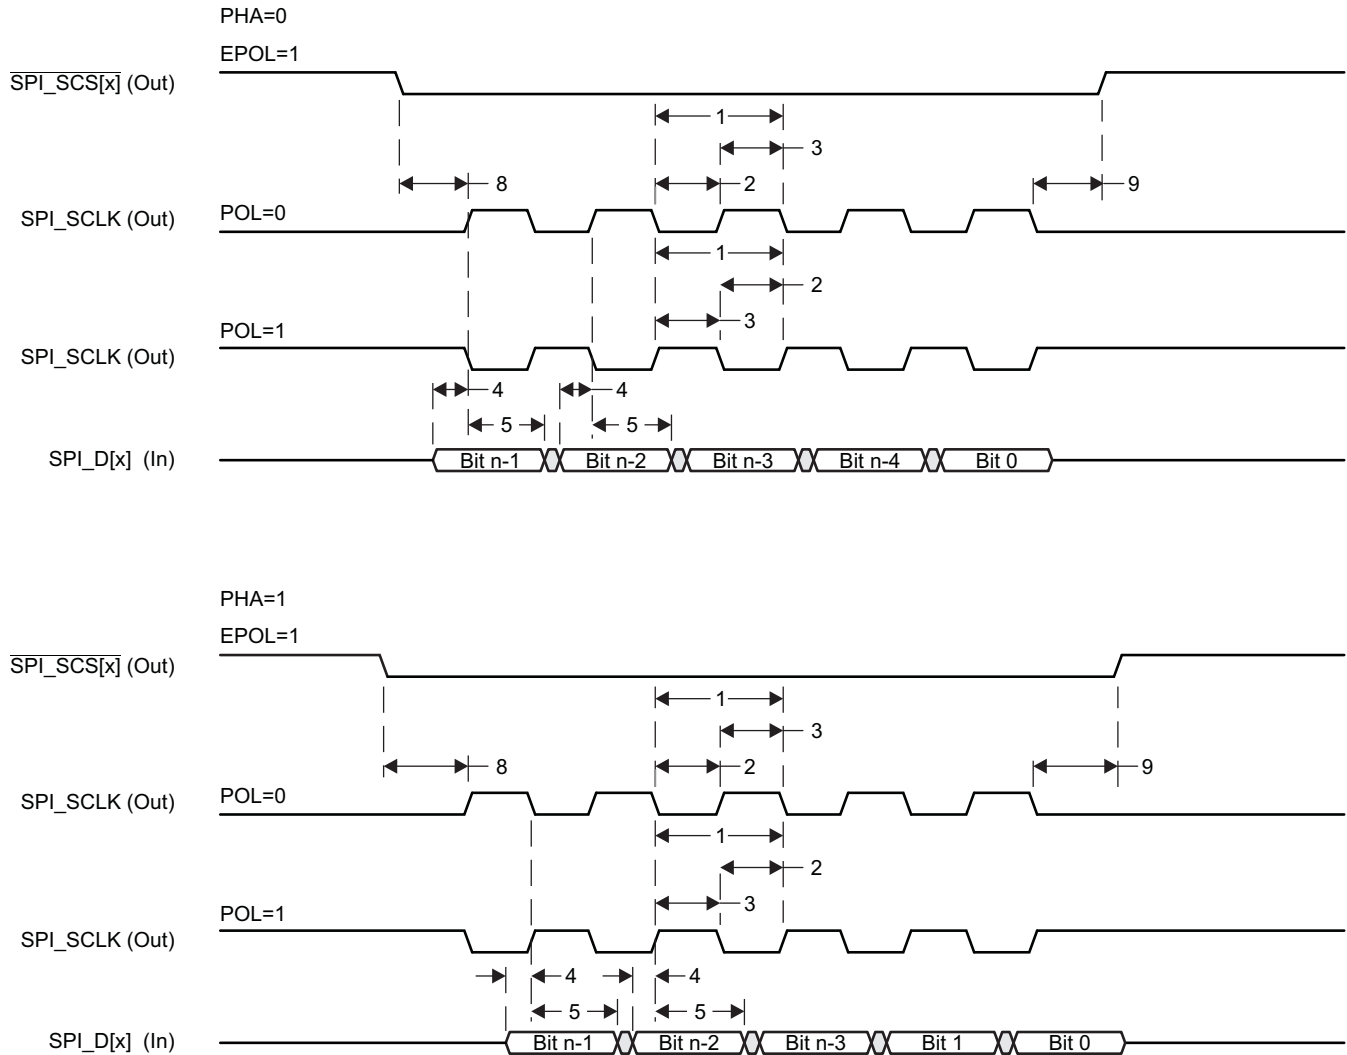 PHA=0
EPOL=1
SPI_SCS[x] (Out)
1
3
8
2
9
SPI_SCLK (Out)
POL=0
1
2
3
POL=1
SPI_SCLK (Out)
4
4
5
5
SPI_D[x] (In)
Bit n-1
Bit n-2
Bit n-3
Bit n-4
Bit 0
PHA=1
EPOL=1
SPI_SCS[x] (Out)
1
3
8
2
9
SPI_SCLK (Out)
POL=0
1
2
3
POL=1
SPI_SCLK (Out)
4
4
5
5
SPI_D[x] (In)
Bit n-1
Bit n-2
Bit n-3
Bit 1
Bit 0